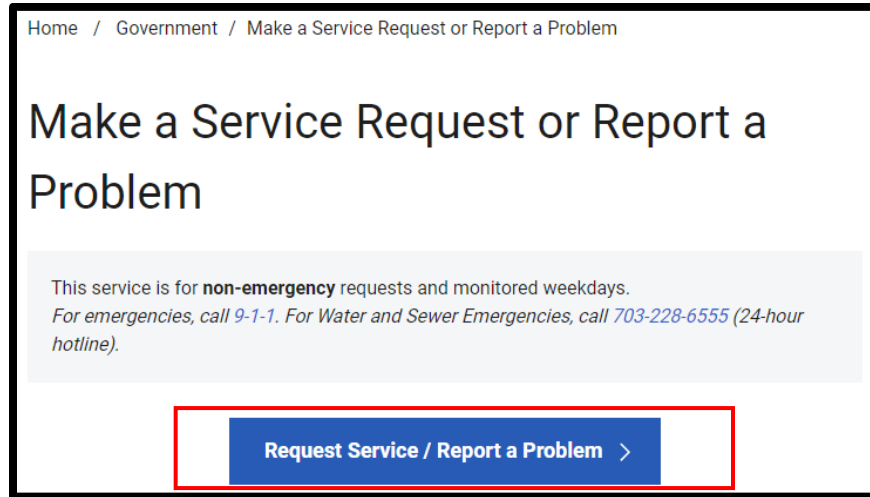 Home / Government / Make a Service Request or Report a Problem
Make a Service Request or Report a
Problem
This service is for non-emergency requests and monitored weekdays.
For emergencies, call 9-1-1. For Water and Sewer Emergencies, call 703-228-6555 (24-hour
hotline).
Request Service / Report a Problem >